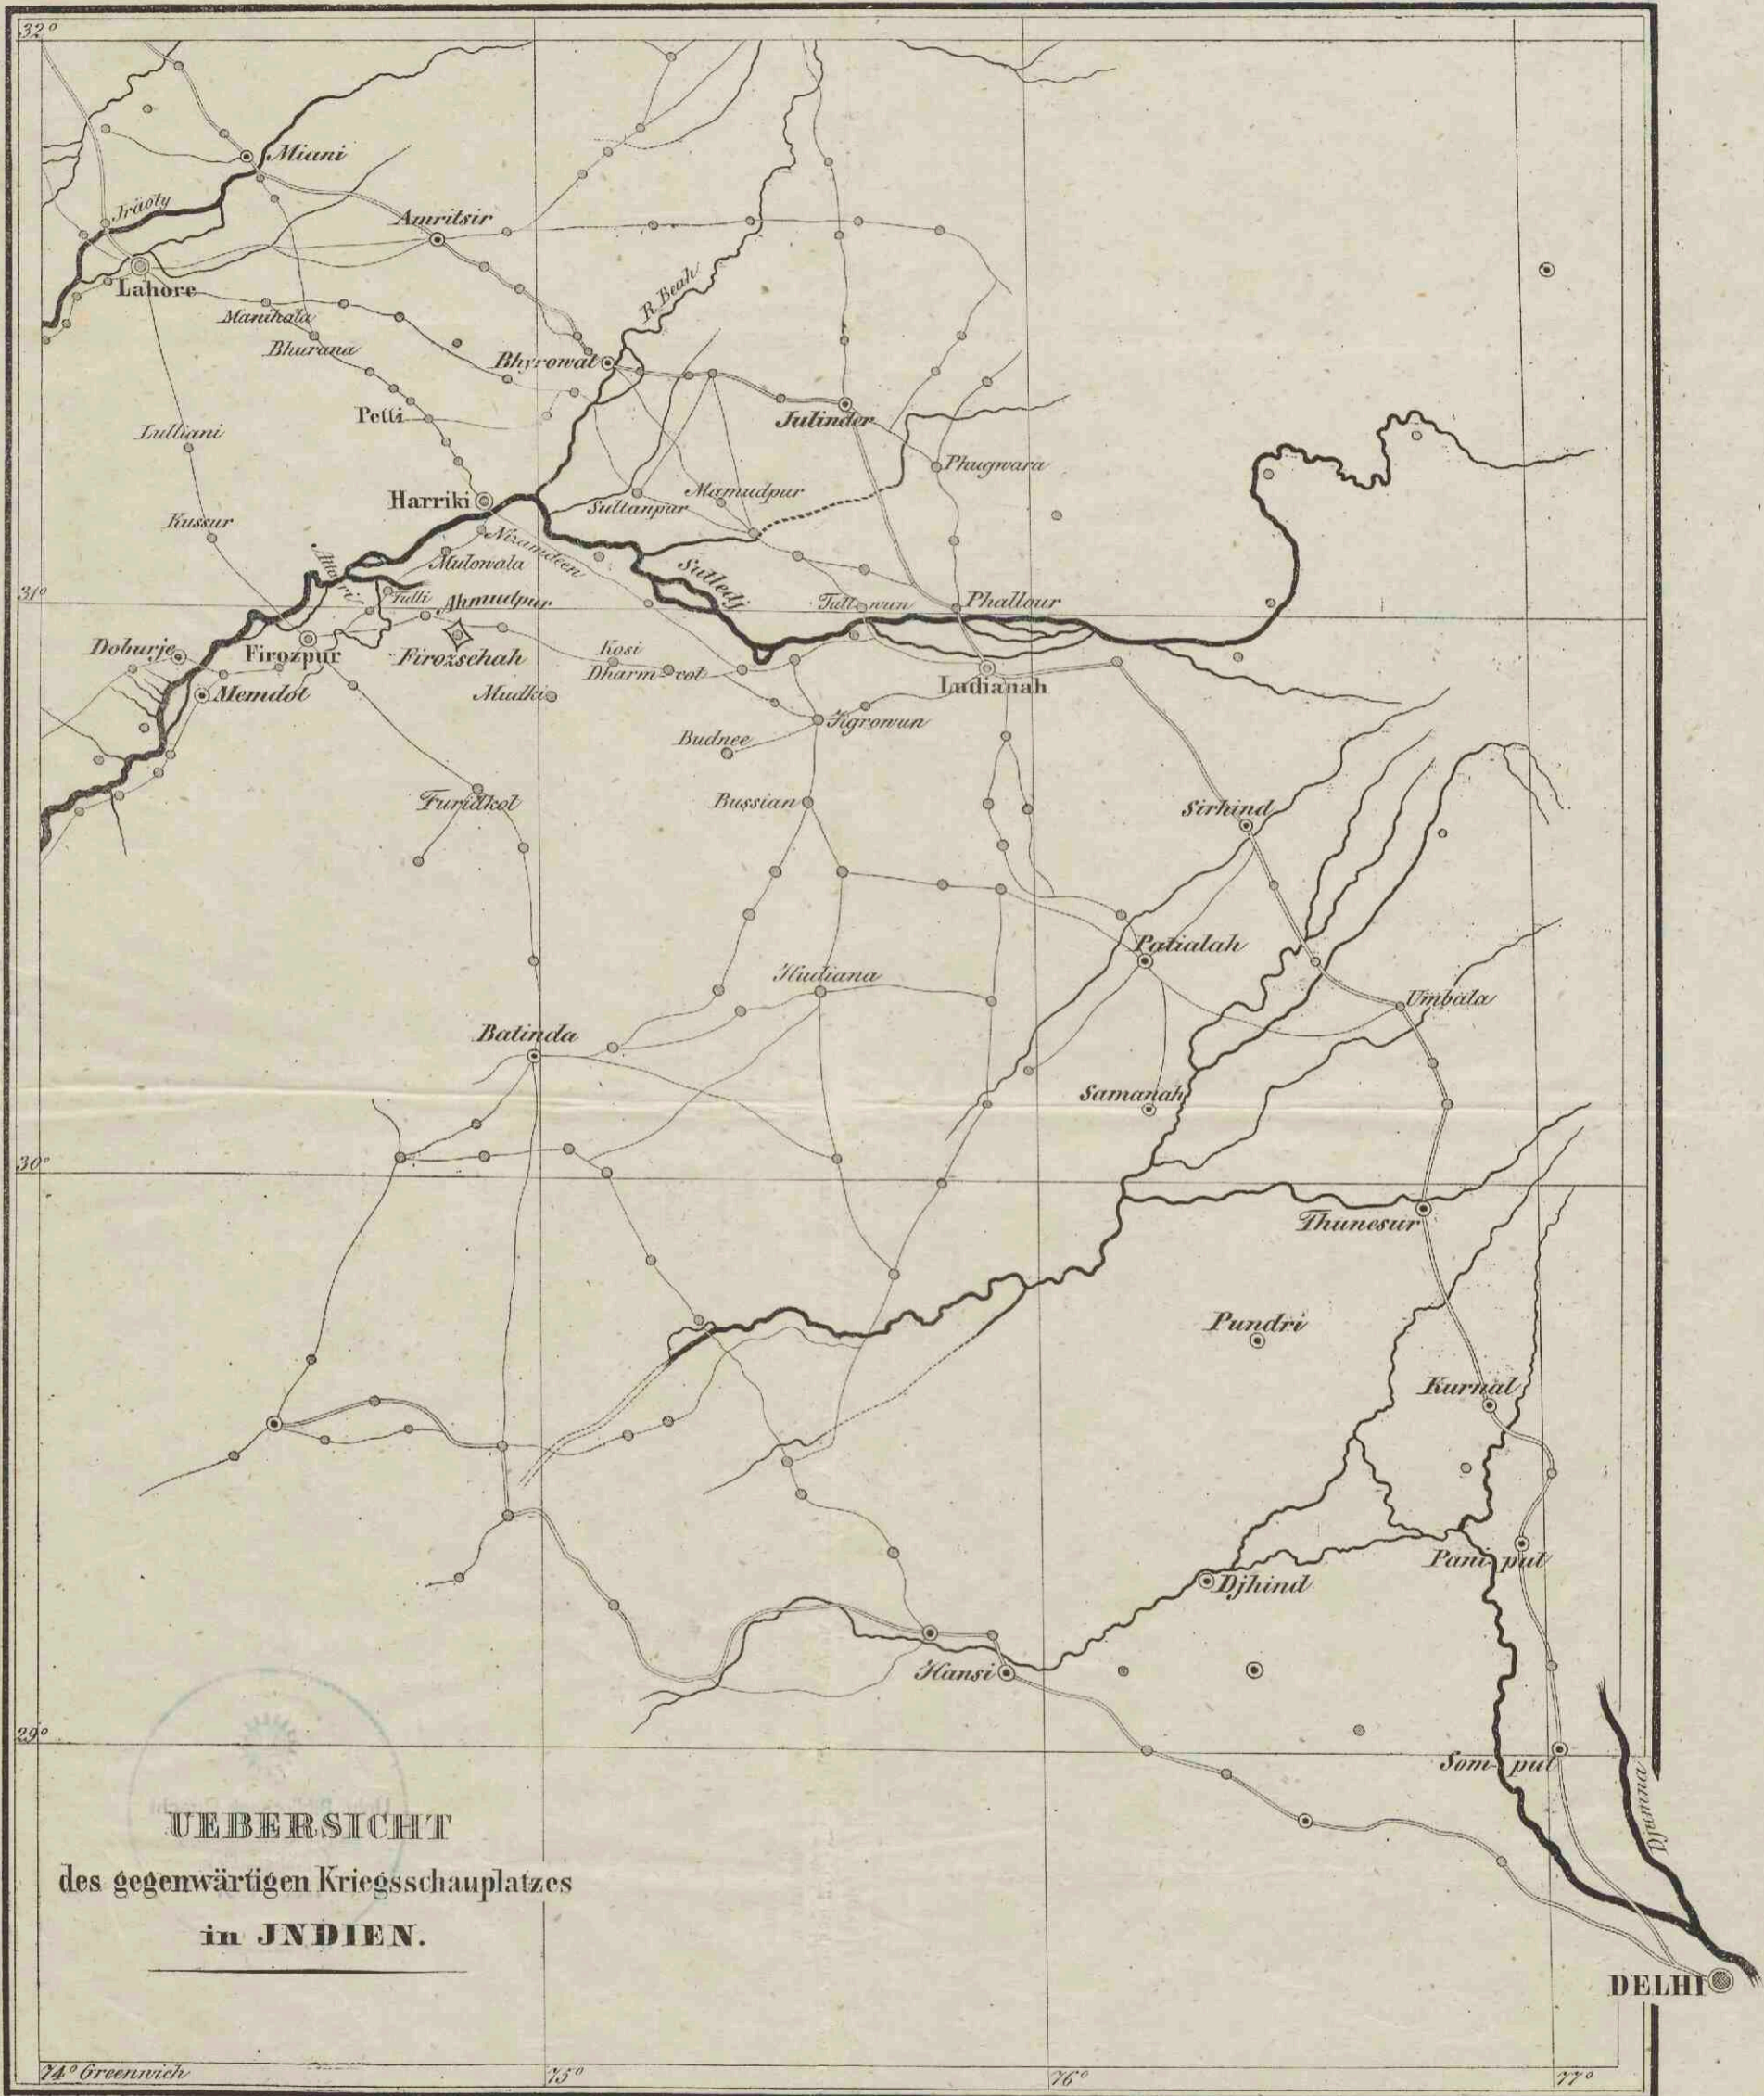 32°
Miani
Jräoty
Amritsir
Lahore
R. Beah
Manihala
Bhurana
Bhyrowal
Petti
Julinder
Lulliani
Phugwara
Harriki
Mamudpur
Sultanpur
Kussur
Nizamdeen
Mulowala
Sutledj
31°
Tulli
Ahmudpur
Phallour
Doburje
Firozpur
Firozschah
Kosi
Dharm-cot
Ludianah
Memdot
Mudki
Jigrowun
Budnee
Furidkot
Bussian
Sirhind
Patialah
Hudiana
Umbala
Batinda
Samanah
30°
Thunesur
Pundri
Kurnal
Pani-put
Djhind
Hansi
29°
Som-put
Djumna
UEBERSICHT
des gegenwärtigen Kriegsschauplatzes
in JNDIEN.
DELHI
74° Greenwich
75°
76°
77°